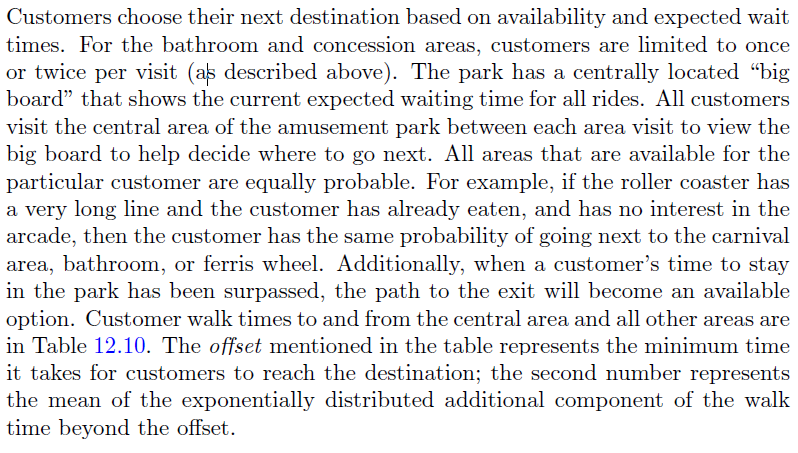 Customers choose their next destination based on availability and expected wait
times. For the bathroom and concession areas, customers are limited to once
or twice per visit (as described above). The park has a centrally located “big
board” that shows the current expected waiting time for all rides. All customers
visit the central area of the amusement park between each area visit to view the
big board to help decide where to go next. All areas that are available for the
particular customer are equally probable. For example, if the roller coaster has
a very long line and the customer has already eaten, and has no interest in the
arcade, then the customer has the same probability of going next to the carnival
area, bathroom, or ferris wheel. Additionally, when a customer’s time to stay
in the park has been surpassed, the path to the exit will become an available
option. Customer walk times to and from the central area and all other areas are
in Table 12.10. The offset mentioned in the table represents the minimum time
it takes for customers to reach the destination; the second number represents
the mean of the exponentially distributed additional component of the walk
time beyond the offset.